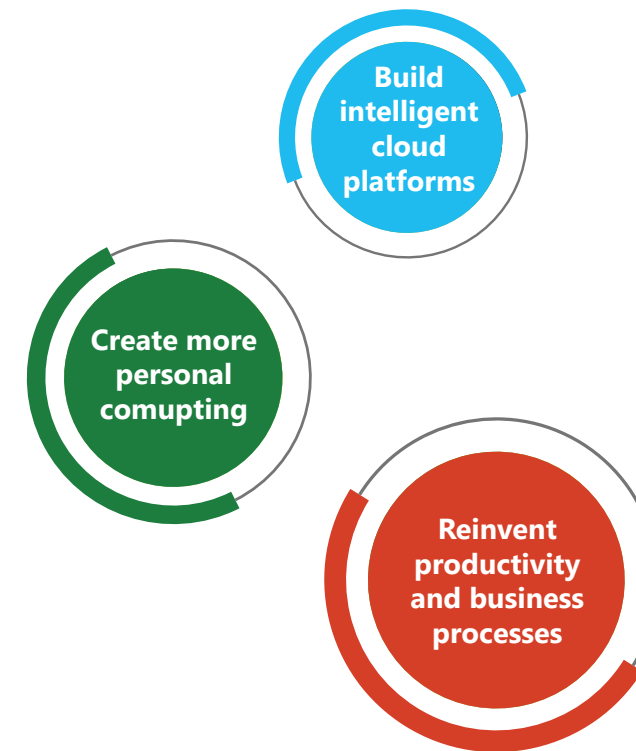 Build
intelligent
cloud
platforms
Create more
personal
comupting
Reinvent
productivity
and business
processes